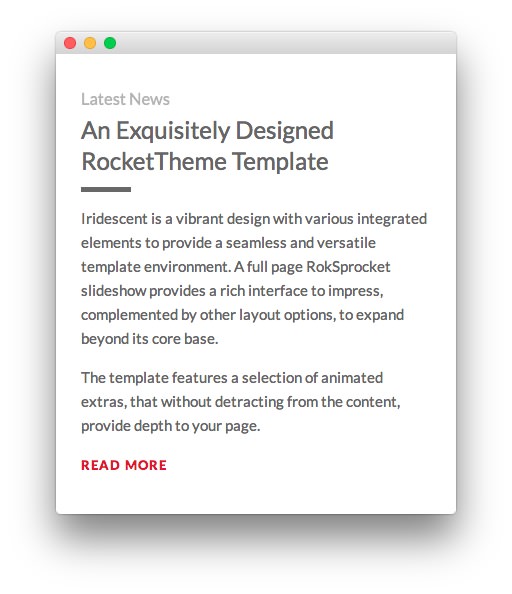 Latest News
An Exquisitely Designed
RocketTheme Template
Iridescent is a vibrant design with various integrated
elements to provide a seamless and versatile
template environment. A full page RokSprocket
slideshow provides a rich interface to impress,
complemented by other layout options, to expand
beyond its core base.
The template features a selection of animated
extras, that without detracting from the content,
provide depth to your page.
READ MORE